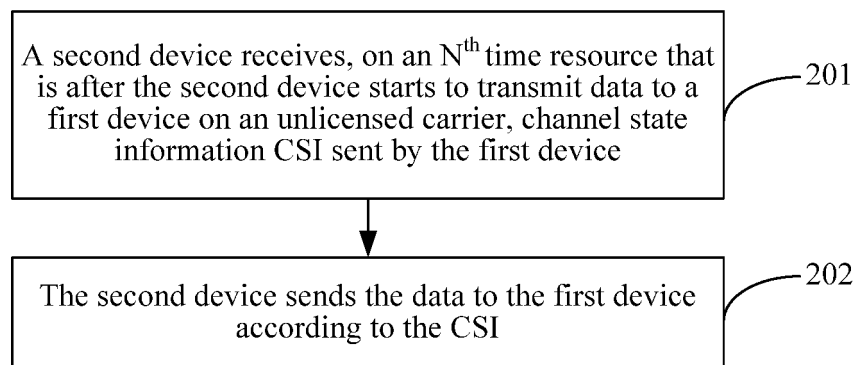 A second device receives, on an Nth time resource that
is after the second device starts to transmit data to a
first device on an unlicensed carrier, channel state
information CSI sent by the first device
201
The second device sends the data to the first device
according to the CSI
202